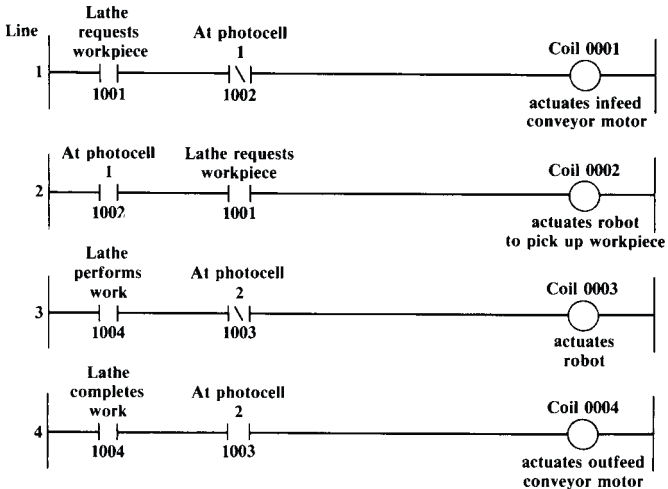 Line
Lathe
requests
workpiece
At photocell
1
Coil 0001
1
1001
1002
actuates infeed
conveyor motor
At photocell
1
Lathe requests
workpiece
Coil 0002
2
1002
1001
actuates robot
to pick up workpiece
Lathe
performs
work
At photocell
2
Coil 0003
3
1004
1003
actuates
robot
Lathe
completes
work
At photocell
2
Coil 0004
4
1004
1003
actuates outfeed
conveyor motor